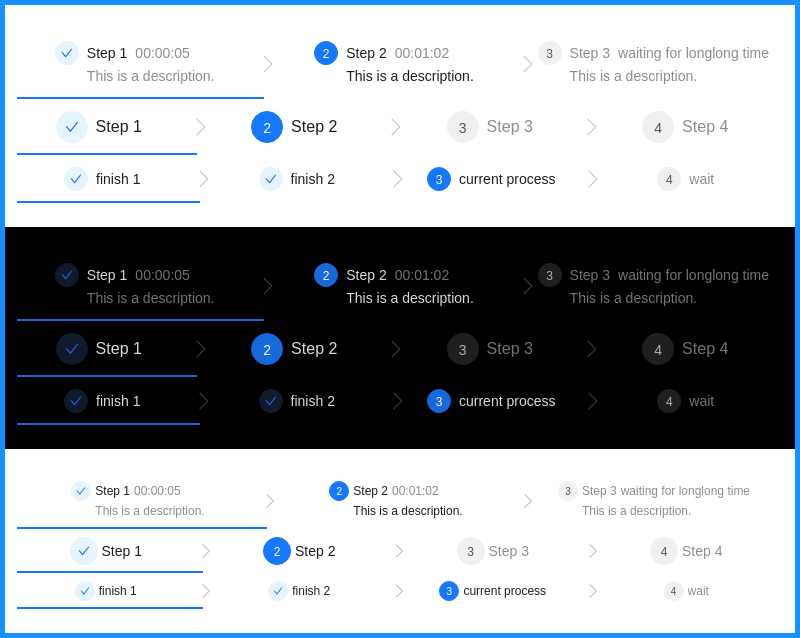 Step 1 00:00:05 2 Step 2 00:01:02 3 Step 3 waiting for longlong time
This is a description. This is a description. This is a description.
Step 1 2 Step 2 3 Step 3 4 Step 4
finish 1 finish 2 3 current process 4 wait
Step 1 00:00:05 2 Step 2 00:01:02 3 Step 3 waiting for longlong time
This is a description. This is a description. This is a description.
Step 1 2 Step 2 3 Step 3 4 Step 4
finish 1 finish 2 3 current process 4 wait
Step 1 00:00:05 2 Step 2 00:01:02 3 Step 3 waiting for longlong time
This is a description. This is a description. This is a description.
Step 1 2 Step 2 3 Step 3 4 Step 4
finish 1 finish 2 3 current process 4 wait